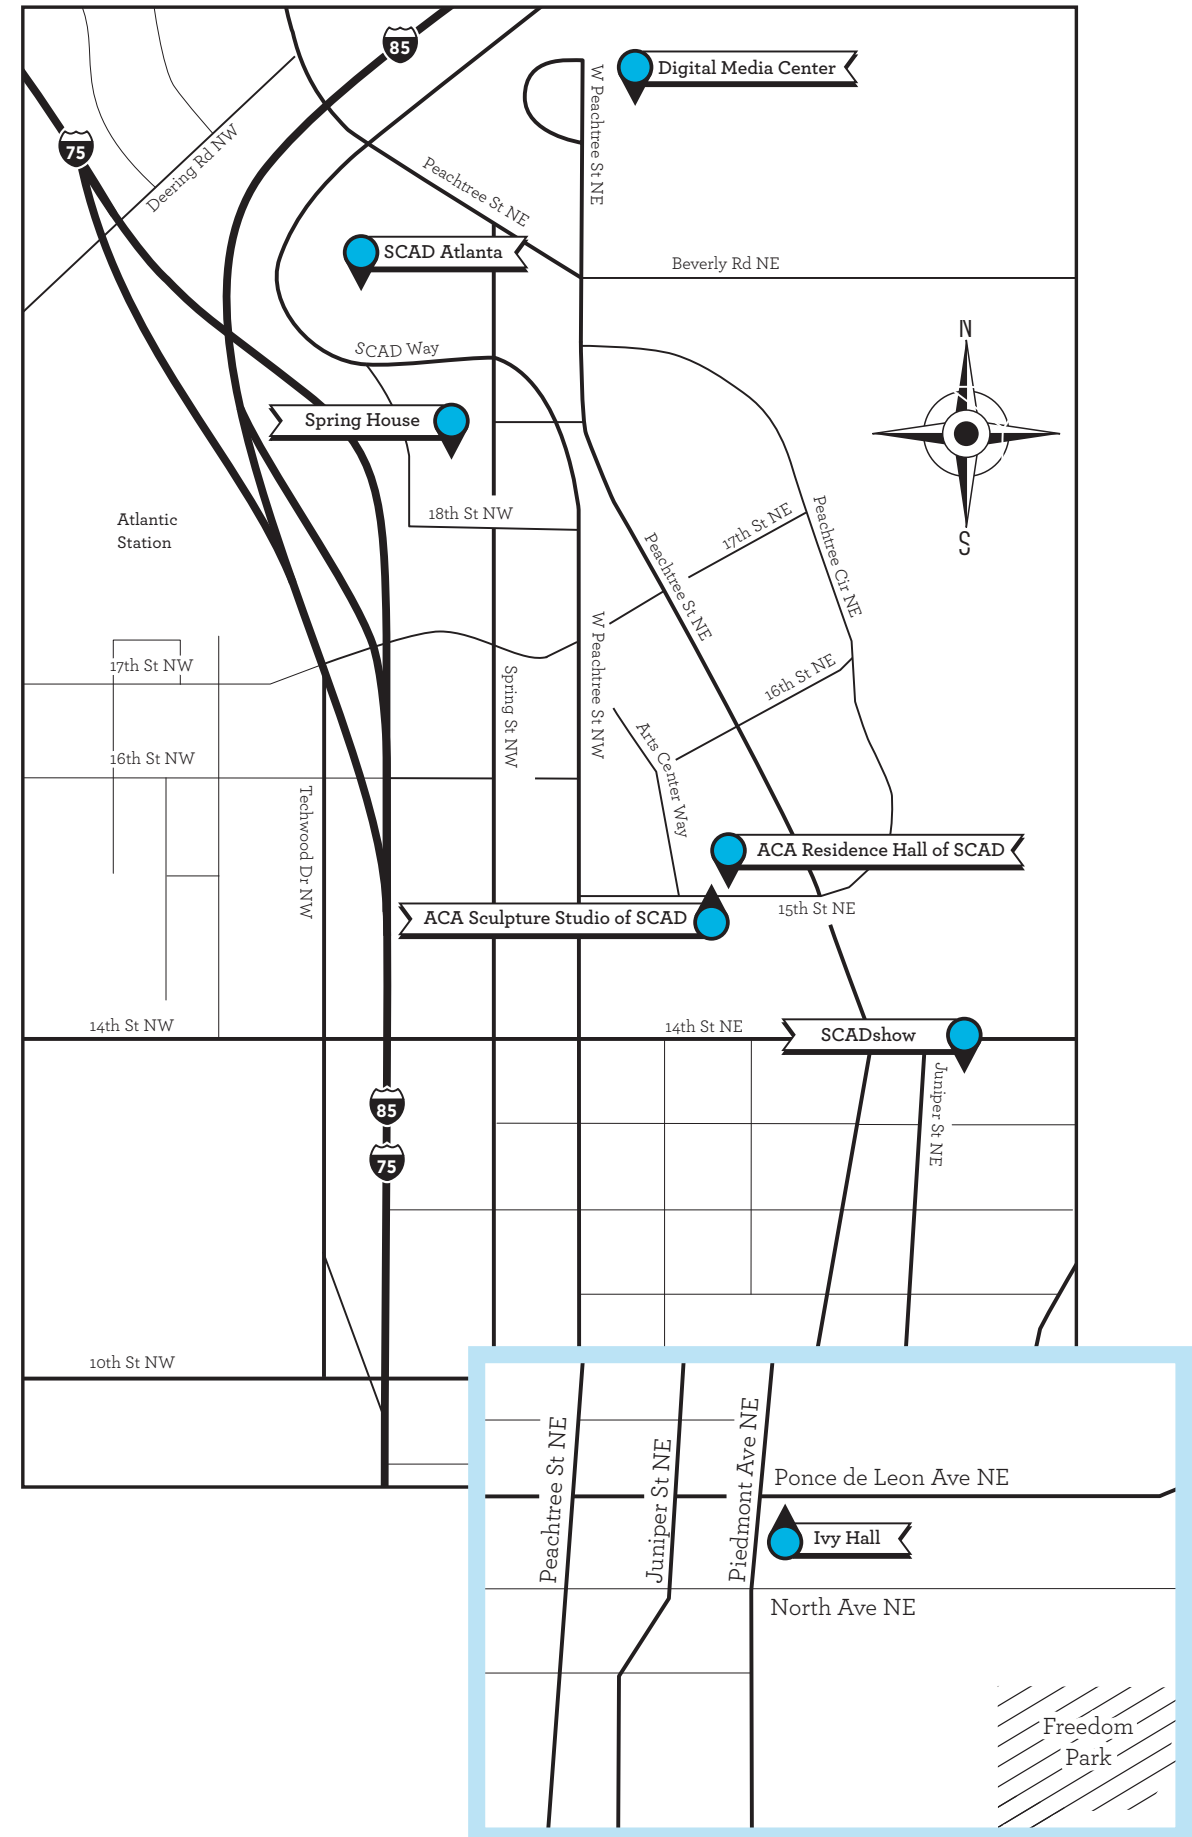 85
Digital Media Center
W Peachtree St NE
75
Deering Rd NW
Peachtree St NE
SCAD Atlanta
Beverly Rd NE
N
SCAD Way
Spring House
18th St NW
Atlantic
Station
17th St NE
Peachtree Cir NE
S
Peachtree St NE
W Peachtree St NW
17th St NW
Spring St NW
16th St NE
Arts Center Way
16th St NW
Techwood Dr NW
ACA Residence Hall of SCAD
ACA Sculpture Studio of SCAD
15th St NE
14th St NW
14th St NE
SCADshow
Juniper St NE
85
75
10th St NW
Peachtree St NE
Juniper St NE
Piedmont Ave NE
Ponce de Leon Ave NE
Ivy Hall
North Ave NE
Freedom
Park